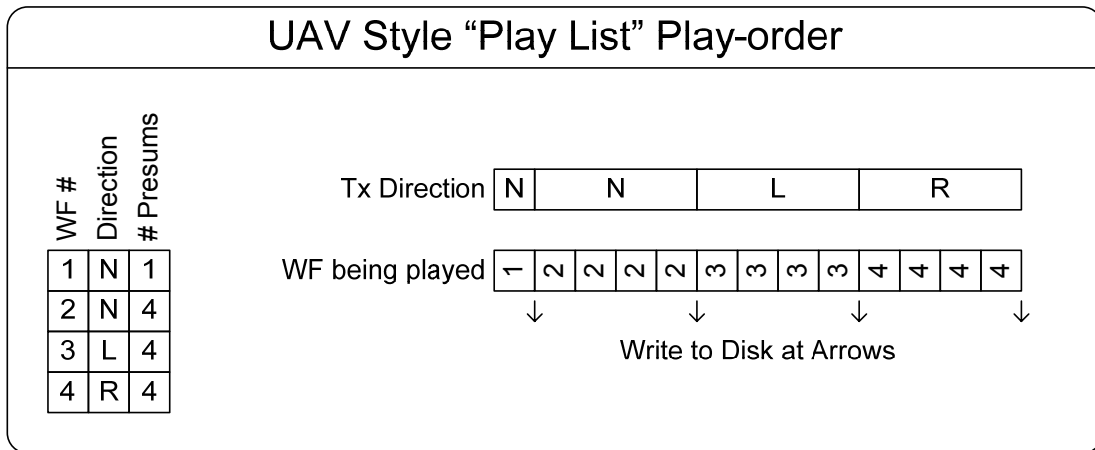 UAV Style “Play List” Play-order
WF # Direction # Presums
1 N 1
2 N 4
3 L 4
4 R 4
Tx Direction N N L R
WF being played 1 2 2 2 2 3 3 3 3 4 4 4 4
Write to Disk at Arrows